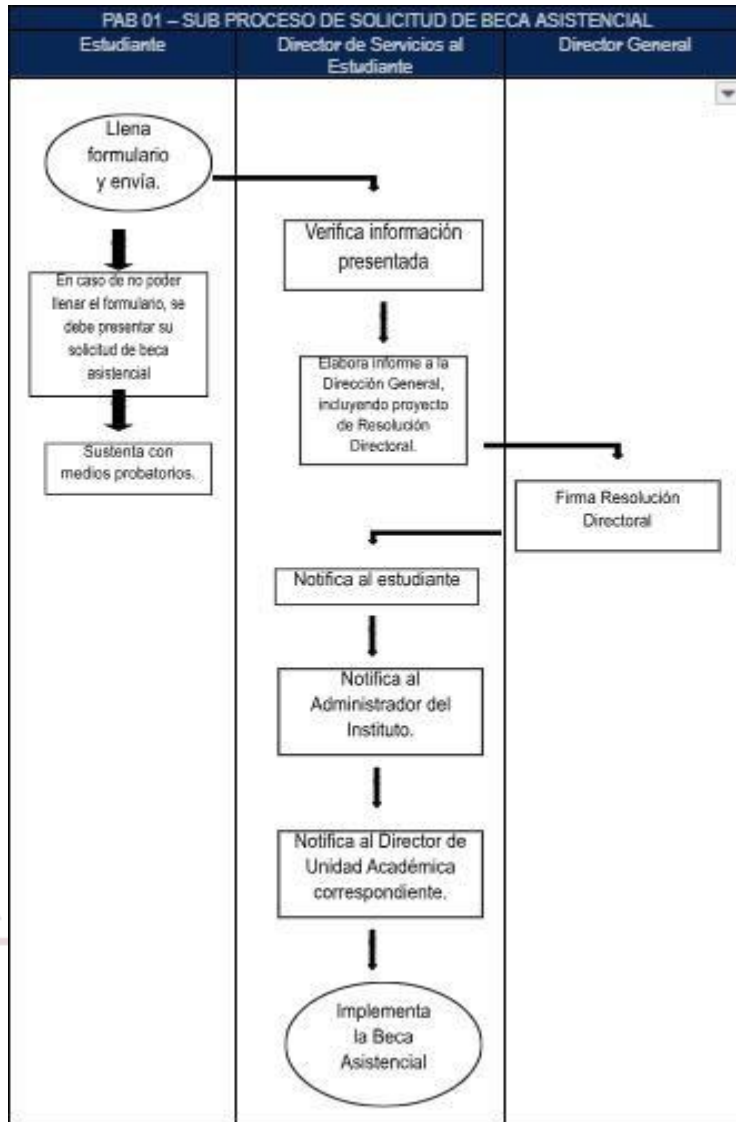 PAB 01 – SUB PROCESO DE SOLICITUD DE BECA ASISTENCIAL
Estudiante
Director de Servicios al
Estudiante
Director General
Llena
formulario
y envía.
En caso de no poder
llenar el formulario, se
debe presentar su
solicitud de beca
asistencial
Sustenta con
medios probatorios.
Verifica información
presentada
Elabora informe a la
Dirección General,
incluyendo proyecto
de Resolución
Directoral.
Firma Resolución
Directoral
Notifica al estudiante
Notifica al
Administrador del
Instituto.
Notifica al Director de
Unidad Académica
correspondiente.
Implementa
la Beca
Asistencial